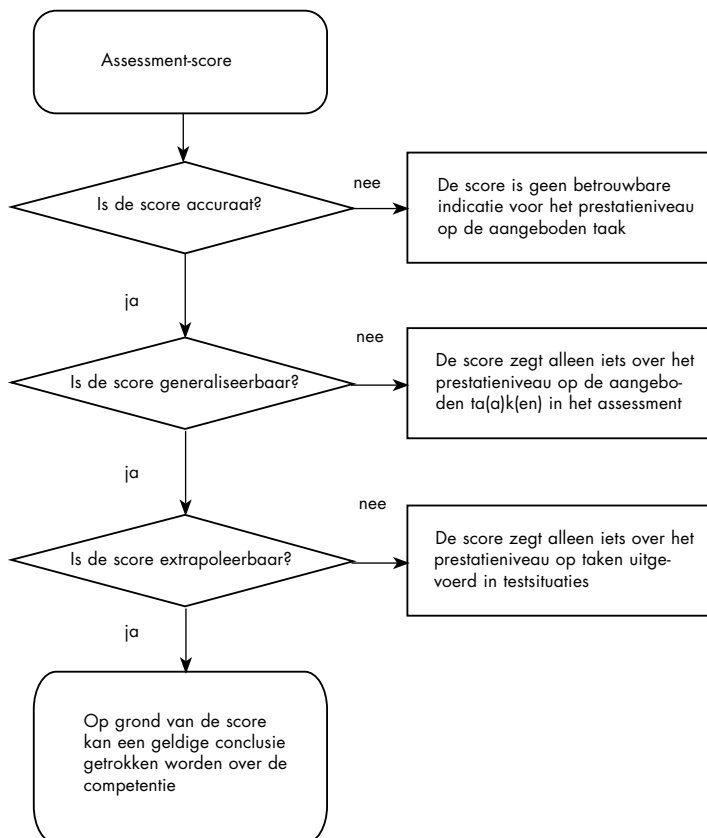 Assessment-score
Is de score accuraat?
nee
De score is geen betrouwbare
indicatie voor het prestatieniveau
op de aangeboden taak
ja
Is de score generaliseerbaar?
nee
De score zegt alleen iets over het
prestatieniveau op de aangebo-
den ta(a)k(en) in het assessment
ja
Is de score extrapoleerbaar?
nee
De score zegt alleen iets over het
prestatieniveau op taken uitge-
voerd in testsituaties
ja
Op grond van de score
kan een geldige conclusie
getrokken worden over de
competentie